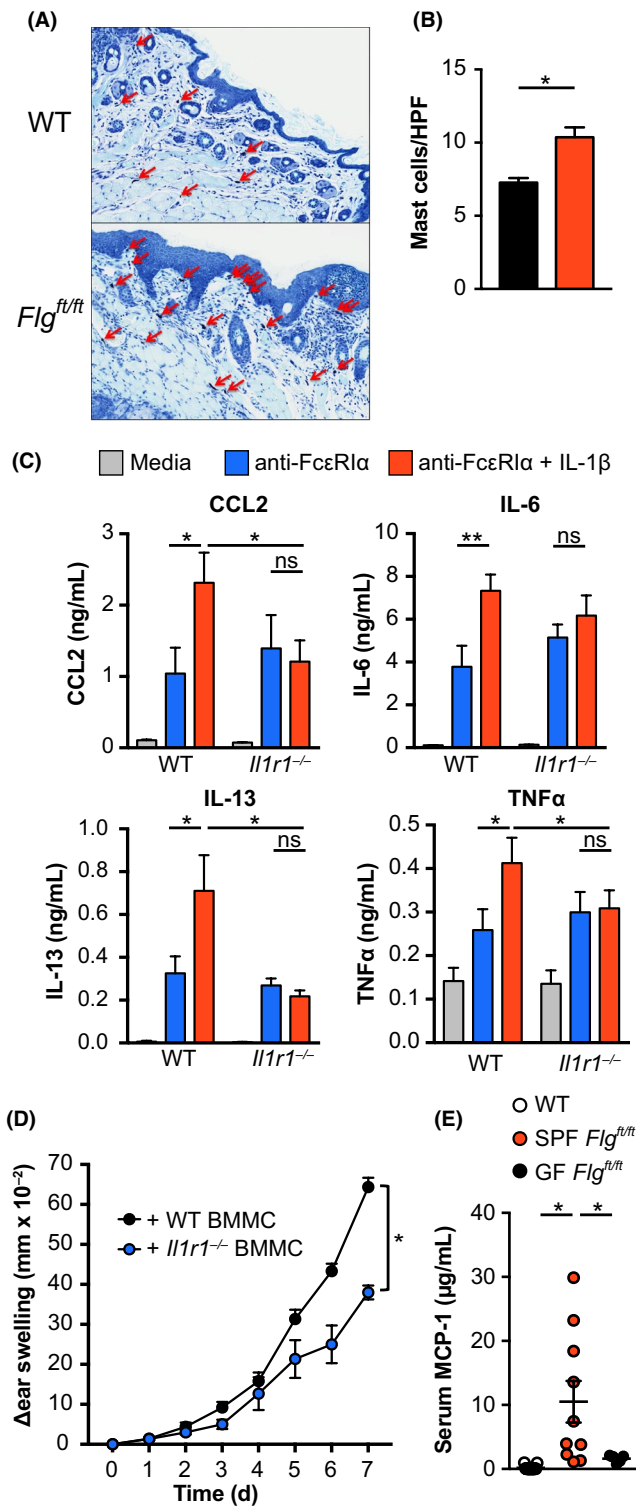 (A)
WT
Flg^ft/ft
(B)
Mast cells/HPF
15
10
5
0
*
(C)
Media anti-FcεRIα anti-FcεRIα + IL-1β
CCL2
CCL2 (ng/mL)
3
2
1
0
* *
ns
WT Il1r1–/–
IL-6
IL-6 (ng/mL)
10
8
6
4
2
0
** ns
WT Il1r1–/–
IL-13
IL-13 (ng/mL)
1.0
0.8
0.6
0.4
0.2
0.0
* *
ns
WT Il1r1–/–
TNFα
TNFα (ng/mL)
0.5
0.4
0.3
0.2
0.1
0
* *
ns
WT Il1r1–/–
(D)
Δear swelling (mm x 10–2)
70
60
50
40
30
20
10
0
+ WT BMMC
+ Il1r1–/– BMMC
*
0 1 2 3 4 5 6 7
Time (d)
(E)
WT
SPF Flg^ft/ft
GF Flg^ft/ft
* *
Serum MCP-1 (μg/mL)
40
30
20
10
0